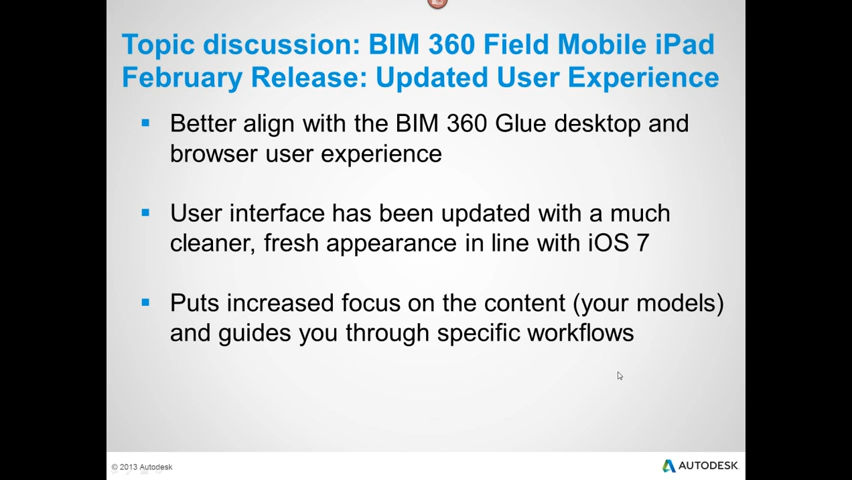 Topic discussion: BIM 360 Field Mobile iPad
February Release: Updated User Experience
Better align with the BIM 360 Glue desktop and
browser user experience
User interface has been updated with a much
cleaner, fresh appearance in line with iOS 7
Puts increased focus on the content (your models)
and guides you through specific workflows
© 2013 Autodesk
AUTODESK